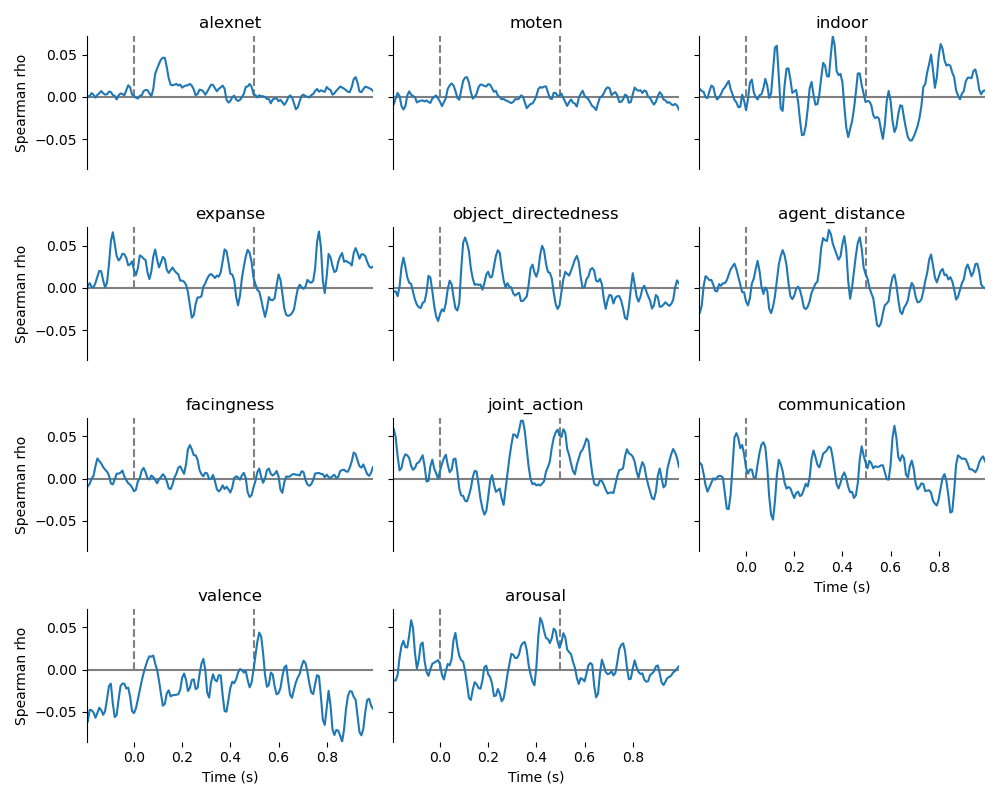 alexnet moten indoor
Spearman rho 0.05 0.00 −0.05
expanse object_directedness agent_distance
Spearman rho 0.05 0.00 −0.05
facingness joint_action communication
Spearman rho 0.05 0.00 −0.05
0.0 0.2 0.4 0.6 0.8
Time (s)
valence arousal
Spearman rho 0.05 0.00 −0.05
0.0 0.2 0.4 0.6 0.8 0.0 0.2 0.4 0.6 0.8
Time (s) Time (s)